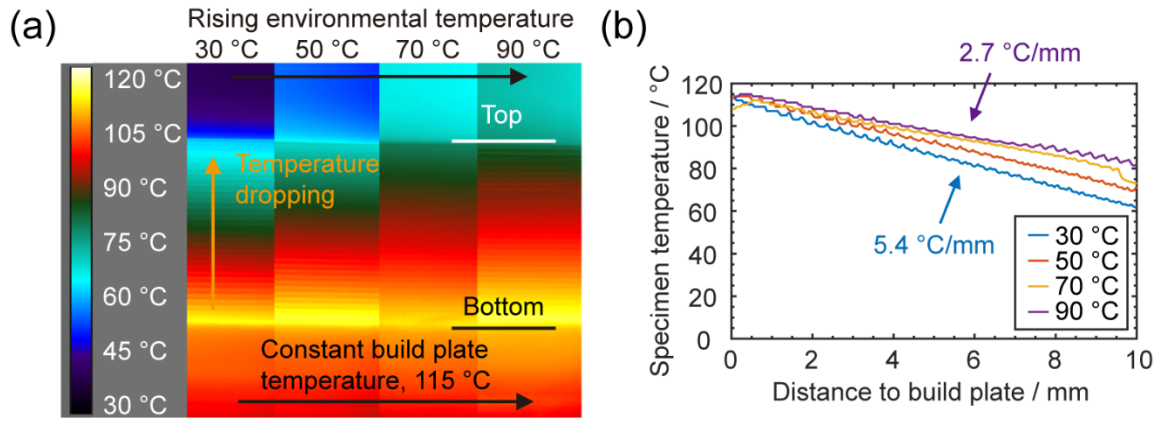 (a)
Rising environmental temperature
30 °C 50 °C 70 °C 90 °C
120 °C
105 °C
90 °C
75 °C
60 °C
45 °C
30 °C
Top
Temperature
dropping
Bottom
Constant build plate
temperature, 115 °C
(b)
2.7 °C/mm
Specimen temperature / °C
120
100
80
60
40
20
0
5.4 °C/mm
30 °C
50 °C
70 °C
90 °C
0 2 4 6 8 10
Distance to build plate / mm